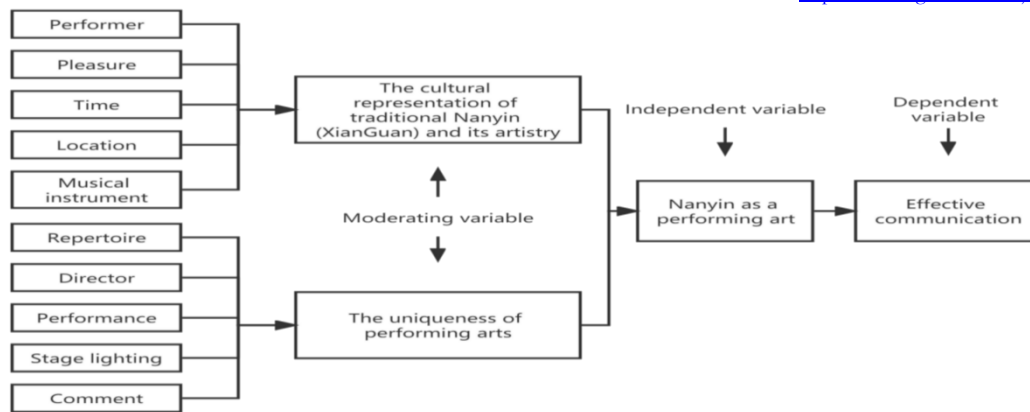 Performer
Pleasure
Time
Location
Musical
instrument
Repertoire
Director
Performance
Stage lighting
Comment
The cultural
representation of
traditional Nanyin
(XianGuan) and its artistry
Moderating variable
The uniqueness of
performing arts
Independent variable
Nanyin as a
performing art
Dependent
variable
Effective
communication